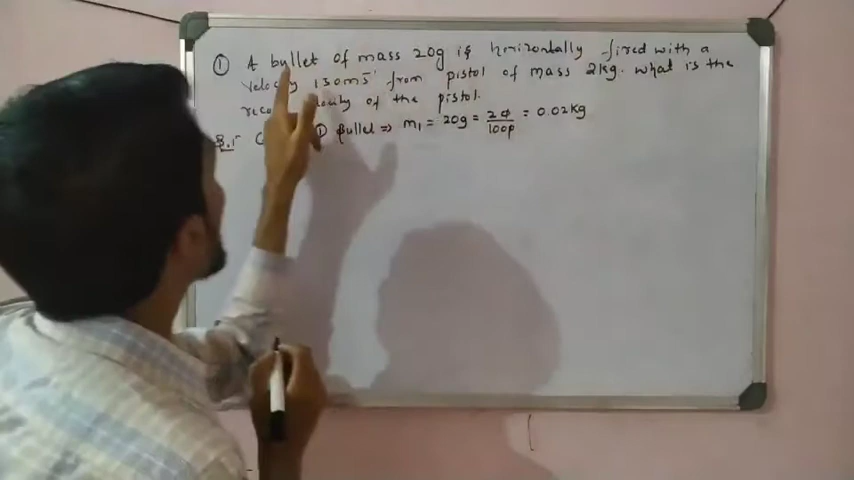 ① A bullet of mass 20g is horizontally fired with a
velocity 150ms⁻¹ from pistol of mass 2kg. what is the
of the pistol.
① Bullet ⇒ m₁ = 20g = 20/1000 = 0.02kg